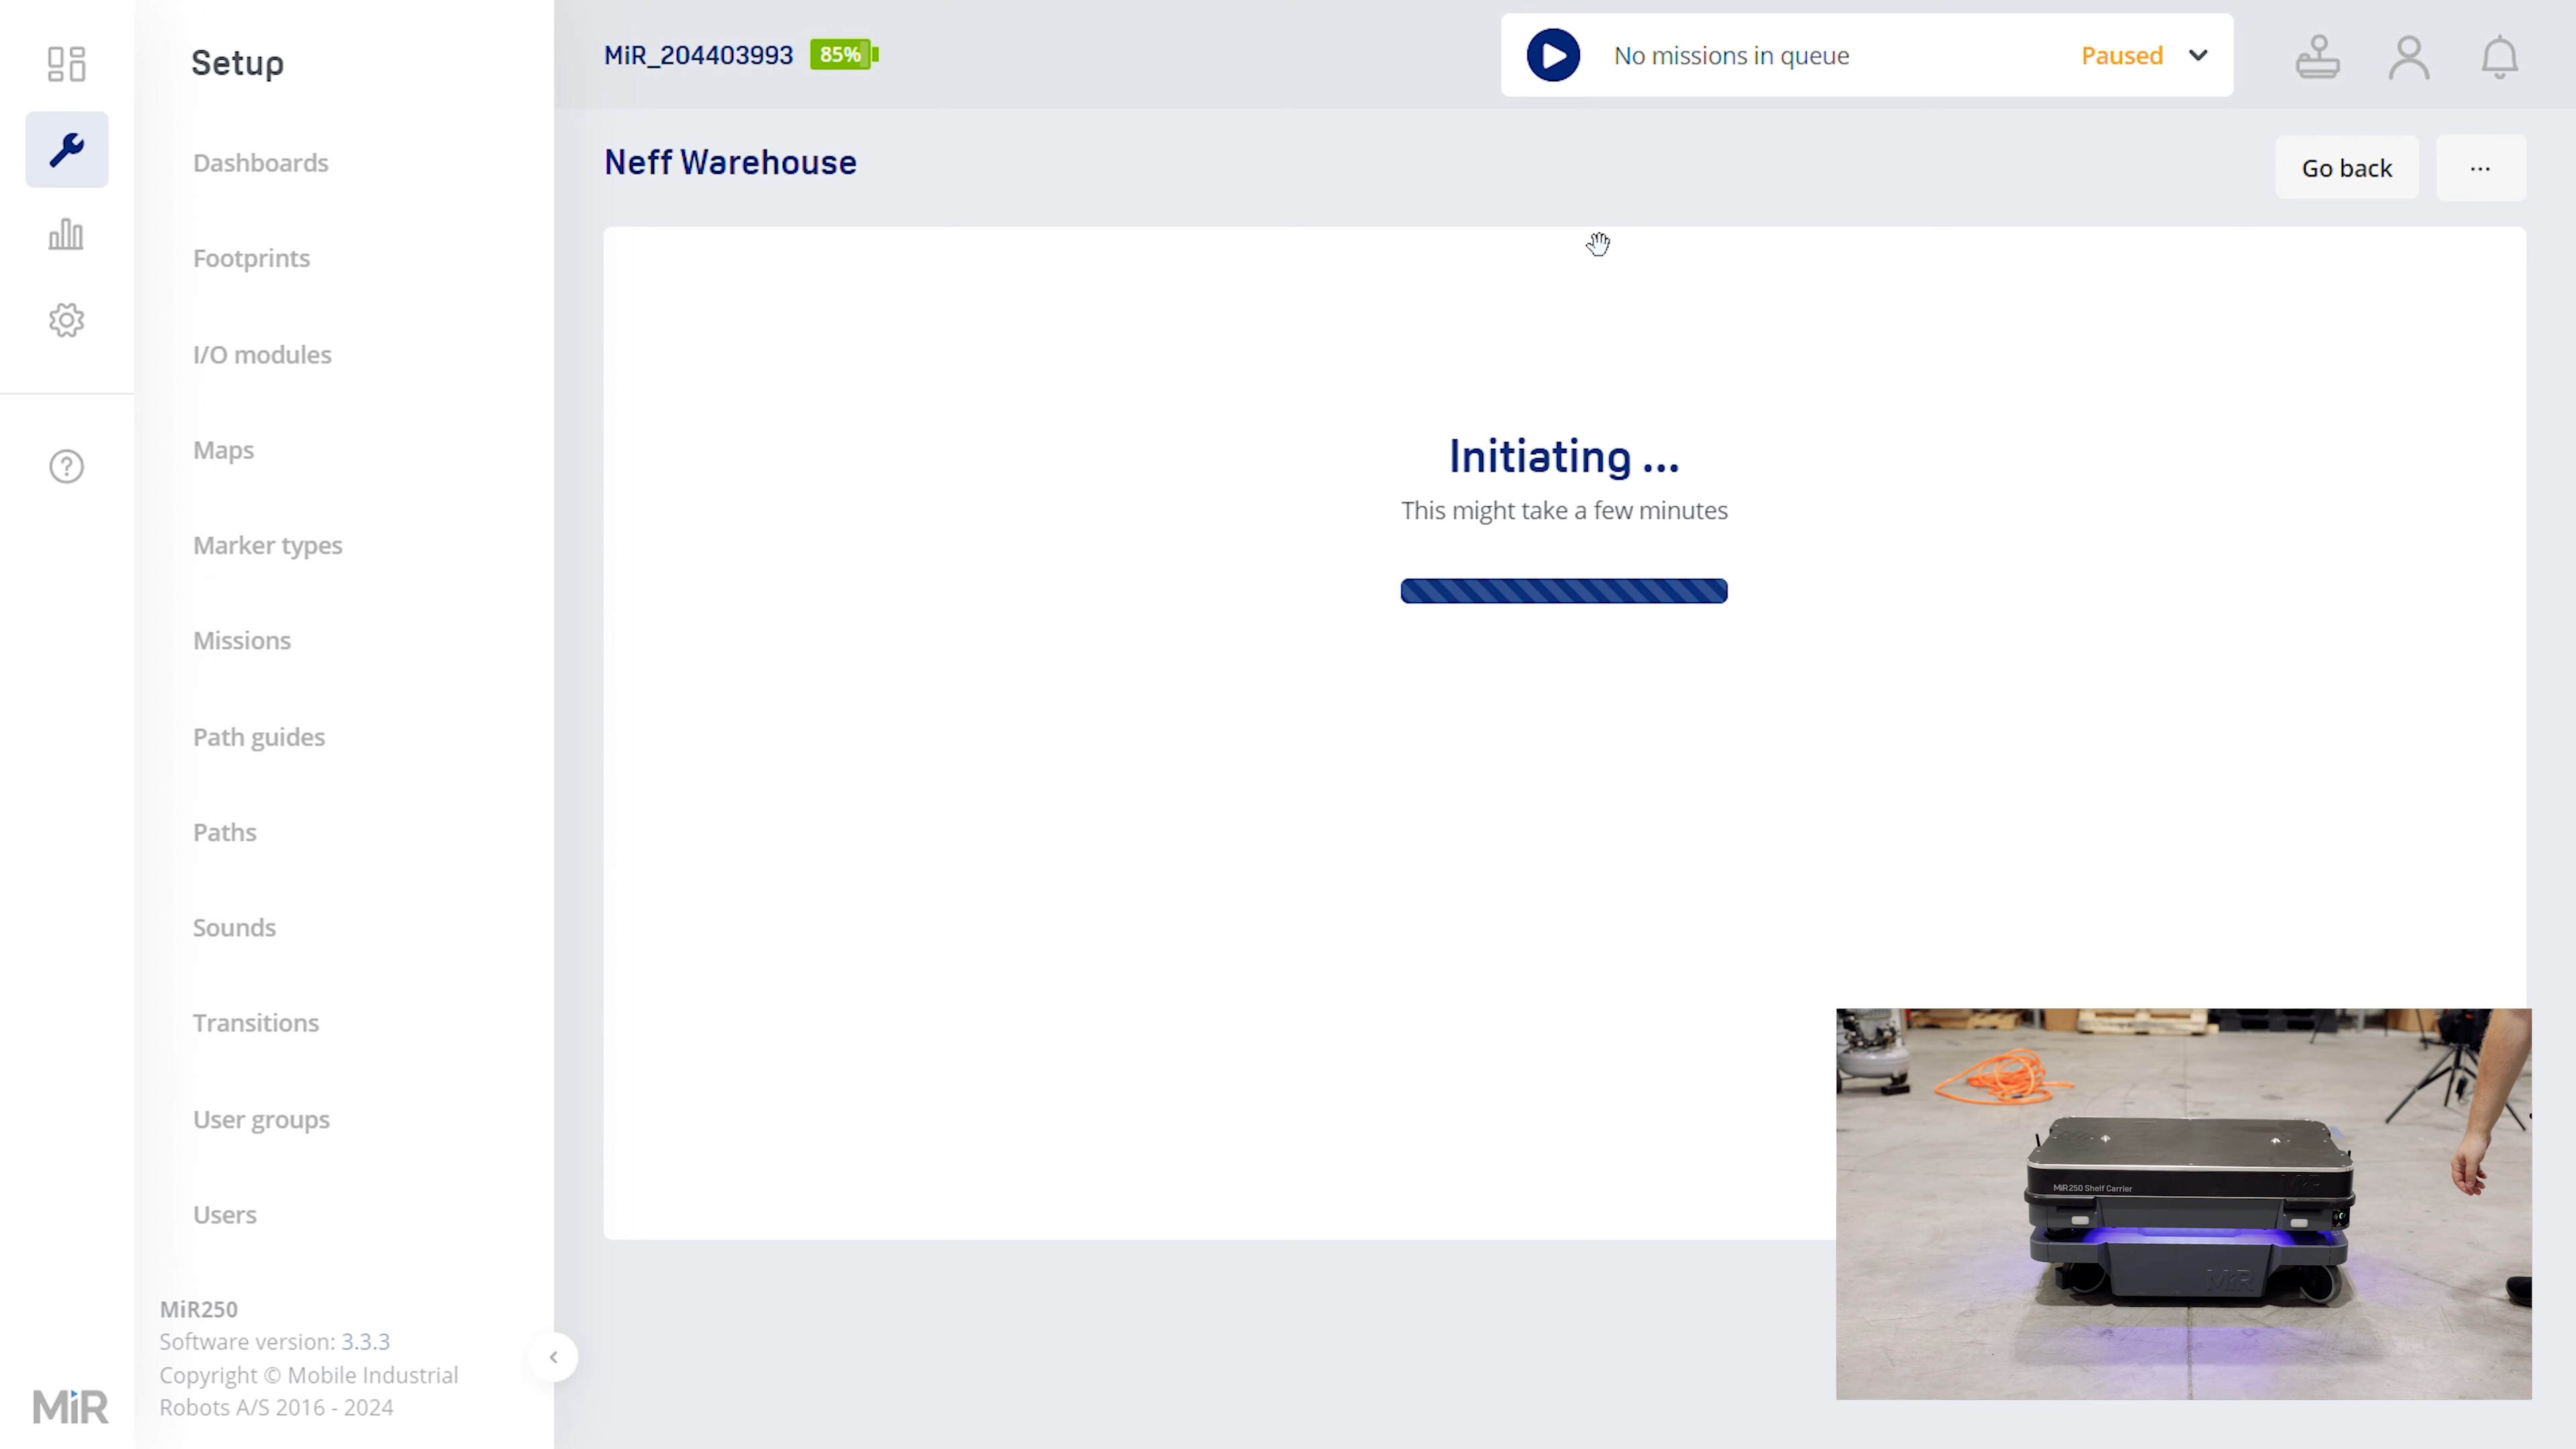 Setup
Dashboards
Footprints
I/O modules
Maps
Marker types
Missions
Path guides
Paths
Sounds
Transitions
User groups
Users
MiR250
Software version: 3.3.3
Copyright © Mobile Industrial
Robots A/S 2016 - 2024
MiR
MiR_204403993 85%
No missions in queue Paused
Neff Warehouse
Go back ...
Initiating ...
This might take a few minutes
MiR250 Shelf Carrier
MiR